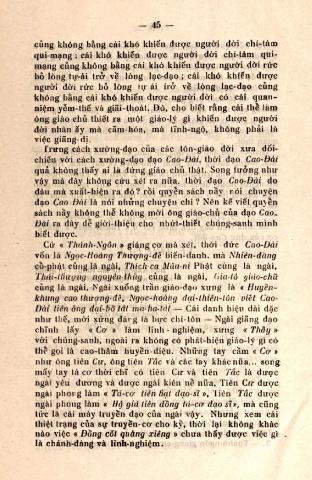 — 45 —
cũng không bằng cái khó khiến được người đời chí-tâm
qui-mạng ; cái khó khiến được người đời chí-tâm qui-
mạng cũng không bằng cái khó khiến được người đời rức
bỏ lòng tự-ái trở về lòng lạc-đạo ; cái khó khiến được
người đời rức bỏ lòng tự ái trở về lòng lạc-đạo cũng
không bằng cái khó khiến được người đời có cái quan-
niệm yểm-thế và giải-thoát. Đó, cho biết rằng cái thế làm
ông giáo chủ thiết ra một giáo-lý gì khiến được người
đời nhân ấy mà cảm-hóa, mà lĩnh-ngộ, không phải là
việc giảng-dị.
Trưng cách xướng-đạo của các tôn-giáo đời xưa đối-
chiếu với cách xướng-đạo đạo Cao-Đài, thời đạo Cao-Đài
quả không thấy ai là đứng giáo chủ thật. Song tưởng như
vậy mà đây không cứu xét ra nữa, thời đạo Cao-Đài do
đâu mà xuất-hiện ra đó ? rồi quyển sách nầy nói chuyện
đạo Cao Đài là nói những chuyện chi ? Nên kế viết quyển
sách nầy không thể không mời ông giáo-chủ của đạo Cao-
Đài ra đây để giới-thiệu cho nhứt-thiết chúng-sanh mình
biết được.
Cứ « Thánh-Ngôn » giáng cơ mà xét, thời đức Cao-Đài
vốn là Ngọc-Hoàng Thượng-đế biến-danh, mà Nhiên-đăng
cổ-phật cũng là ngài, Thích ca Mâu-ni Phật cũng là ngài,
Thái-thượng nguyên-thủy cũng là ngài, Gia-tô giáo-chủ
cũng là ngài. Ngài xuống trần giáo-đạo xưng là « Huyền-
khung cao thượng-đế, Ngọc-hoàng đại-thiên-tôn viết Cao-
Đài tiên ông đại-bồ tát ma-ha-tát — Cái danh hiệu dài dặc
như thế, mới xứng đáng là bực chí-tôn — Ngài giáng đạo
chính lấy « Cơ » làm linh-nghiệm, xưng « Thầy »
với chúng-sanh, ngoài ra không có phát-hiện giáo-lý gì có
thể gọi là cao-thâm huyền-diệu. Những tay cầm « Cơ »
như ông tiên Cư, ông tiên Tắc và các tay khác nữa... song
mấy tay tà cơ thời chỉ có tiên Cư và tiên Tắc là được
ngài yêu đương và được ngài kiên nể nữa, Tiên Cư được
ngài phong làm « Tá-cơ tiên hạt đạo-sĩ », Tiên Tắc được
ngài phong làm « Hộ giá tiên đồng tá-cơ đạo sĩ », mà cũng
tức là cái máy truyền đạo của ngài vậy. Nhưng xem cái
thiệt trạng của sự truyền-cơ cho kỹ, thời lại không khác
nào việc « Đồng cốt quàng xiêng » chưa thấy được việc gì
là chánh-đáng và linh-nghiệm.